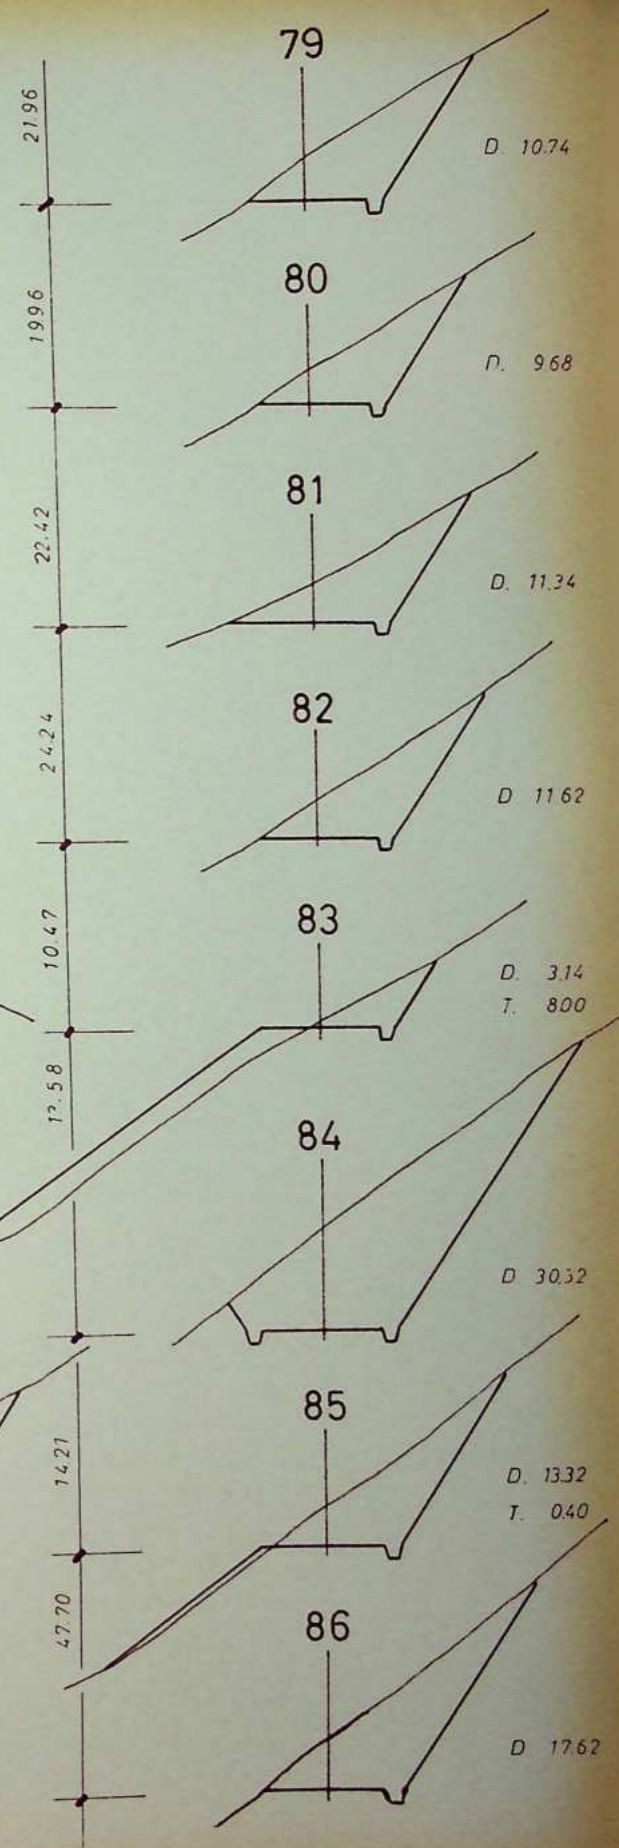 79
21.96
D. 10.74
80
19.96
D. 9.68
81
22.42
D. 11.34
82
24.24
D 11.62
83
10.47
D. 3.14
T. 8.00
84
D 30.52
85
14.21
D. 13.32
T. 0.40
86
47.70
D 17.62